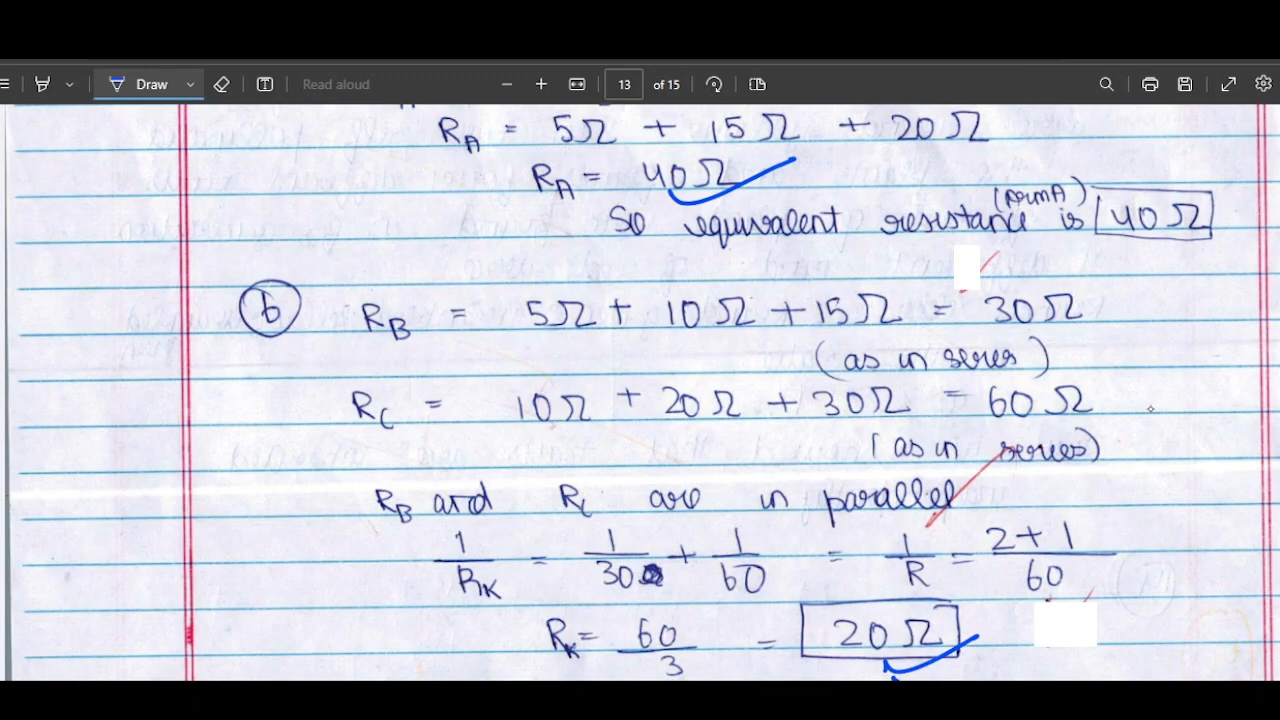 Draw
Read aloud
13 of 15
R_A = 5Ω + 15Ω + 20Ω
R_A = 40Ω
(ArmA)
So equivalent resistance is 40Ω
b R_B = 5Ω + 10Ω + 15Ω = 30Ω
(as in series)
R_C = 10Ω + 20Ω + 30Ω = 60Ω
(as in series)
R_B and R_C are in parallel
1/R_K = 1/30 + 1/60 = 1/R = 2+1/60
R_K = 60/3 = 20Ω